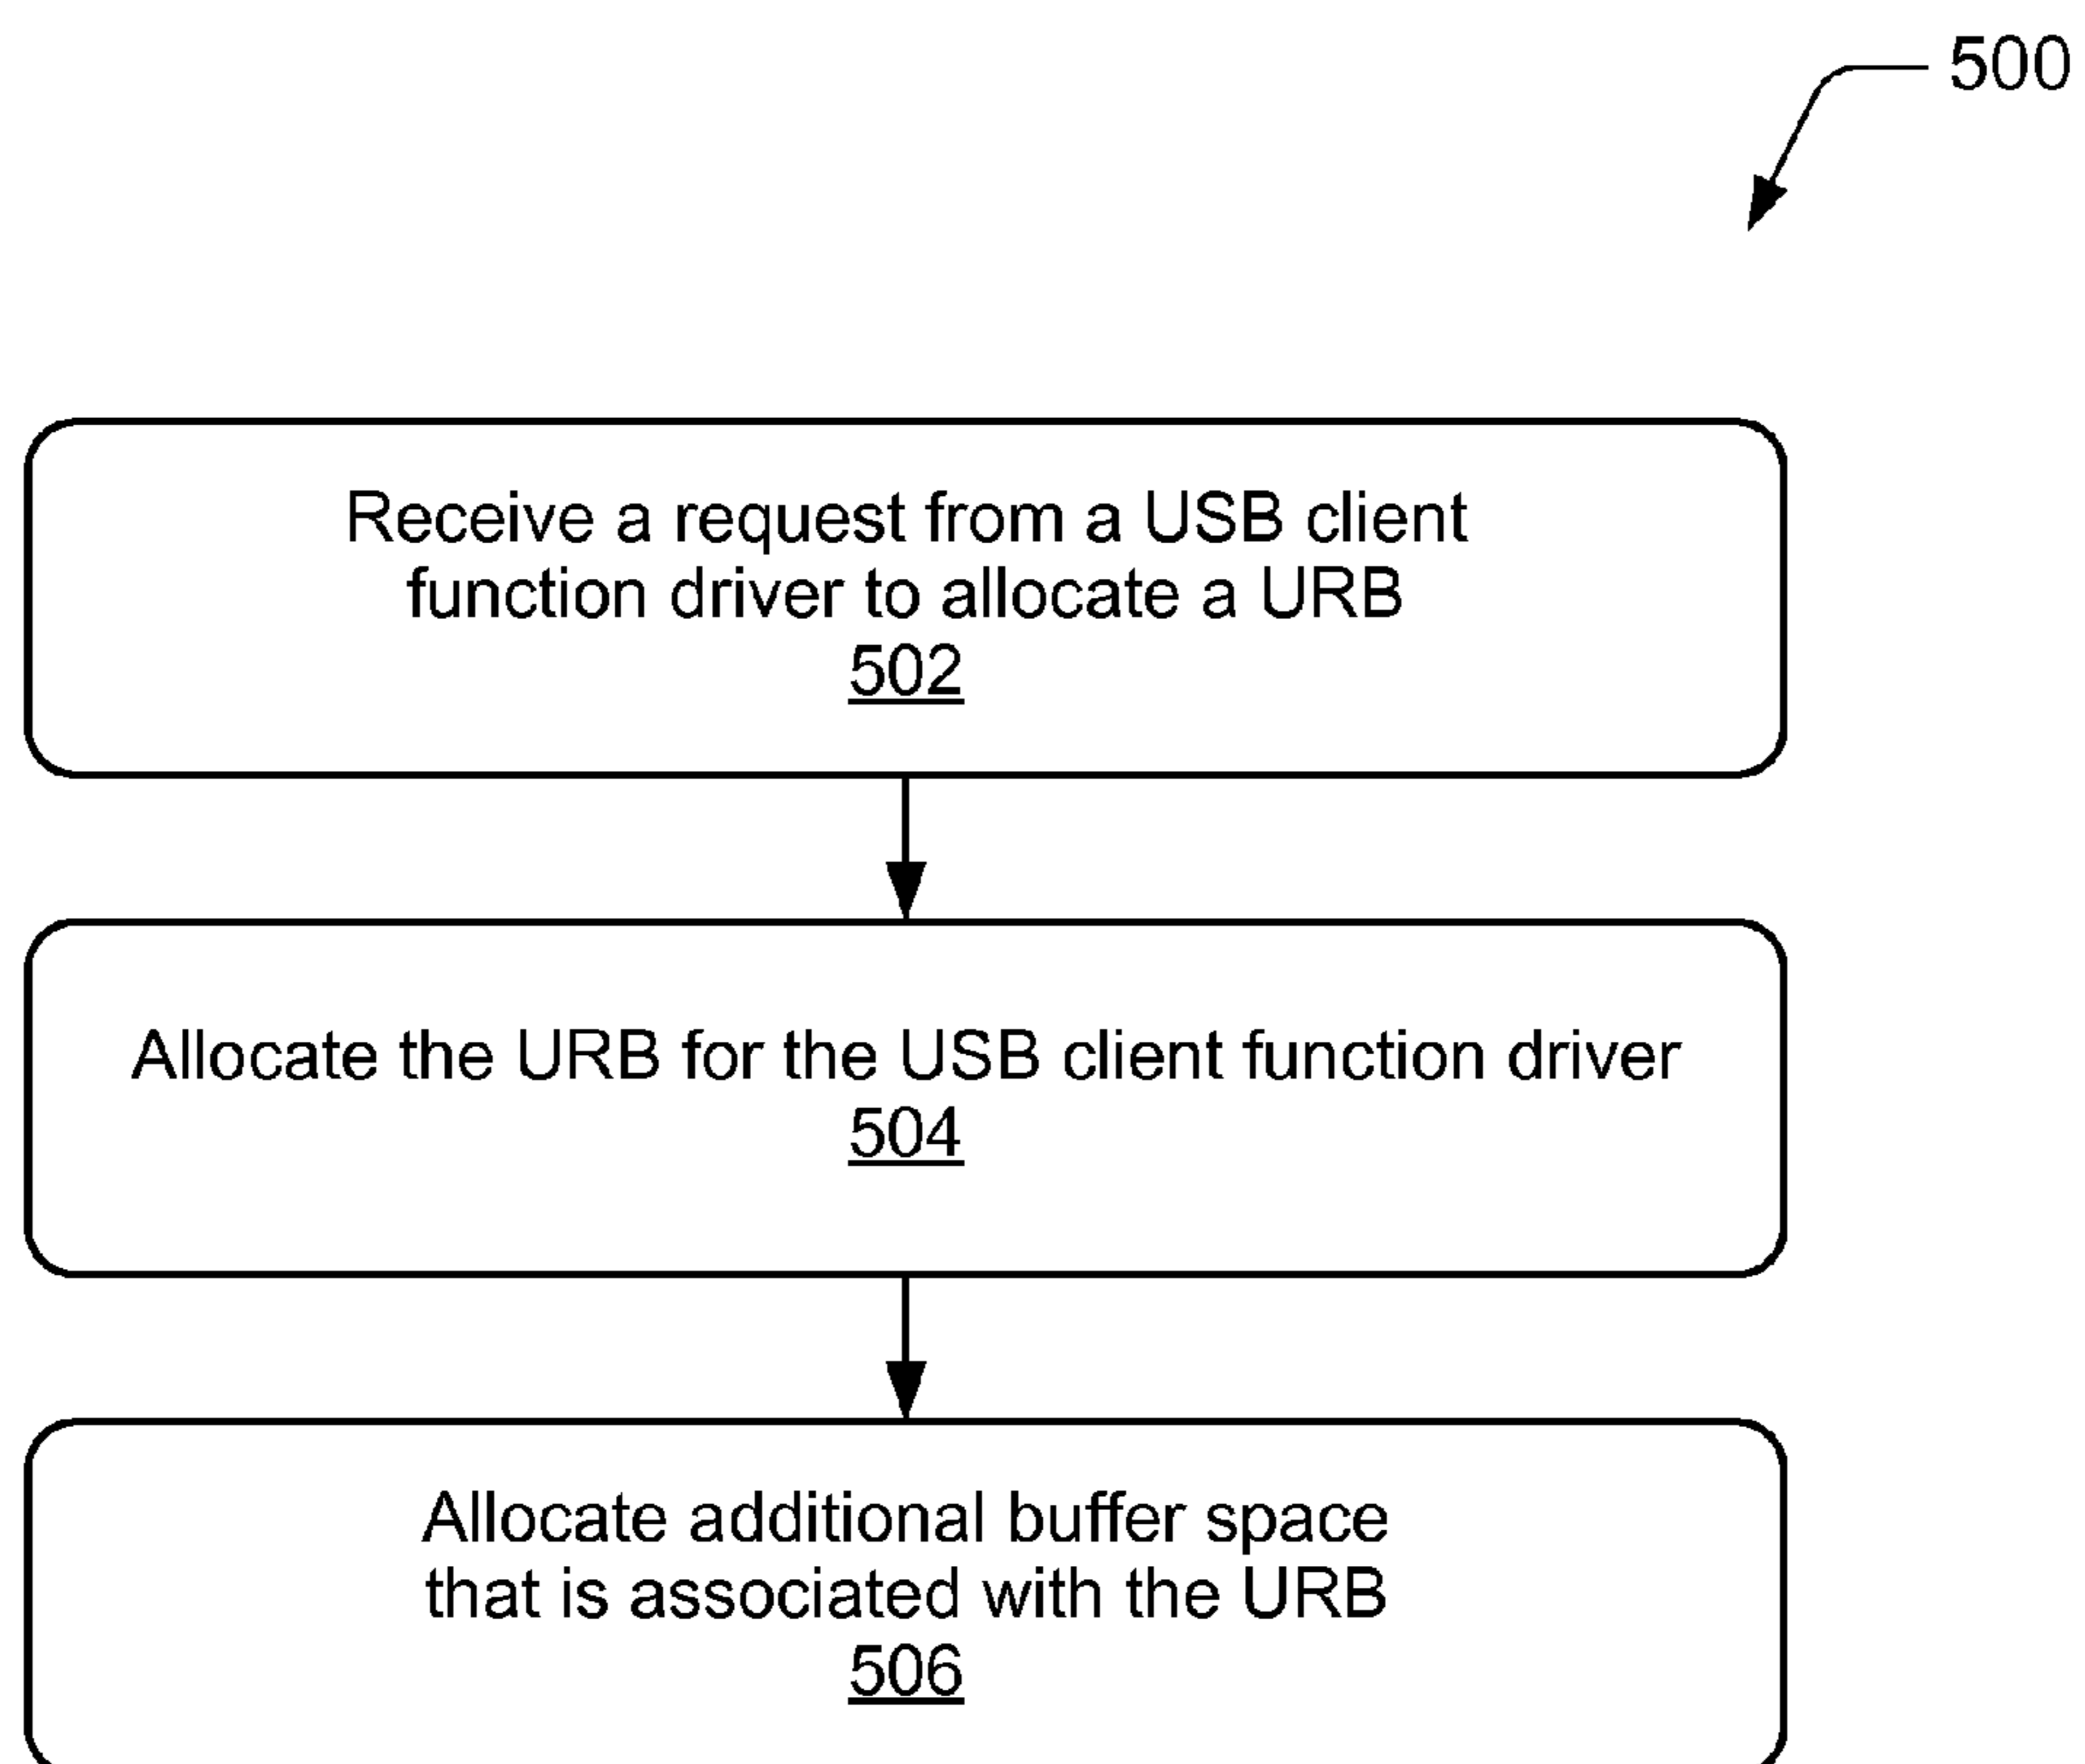 500
Receive a request from a USB client
function driver to allocate a URB
502
Allocate the URB for the USB client function driver
504
Allocate additional buffer space
that is associated with the URB
506